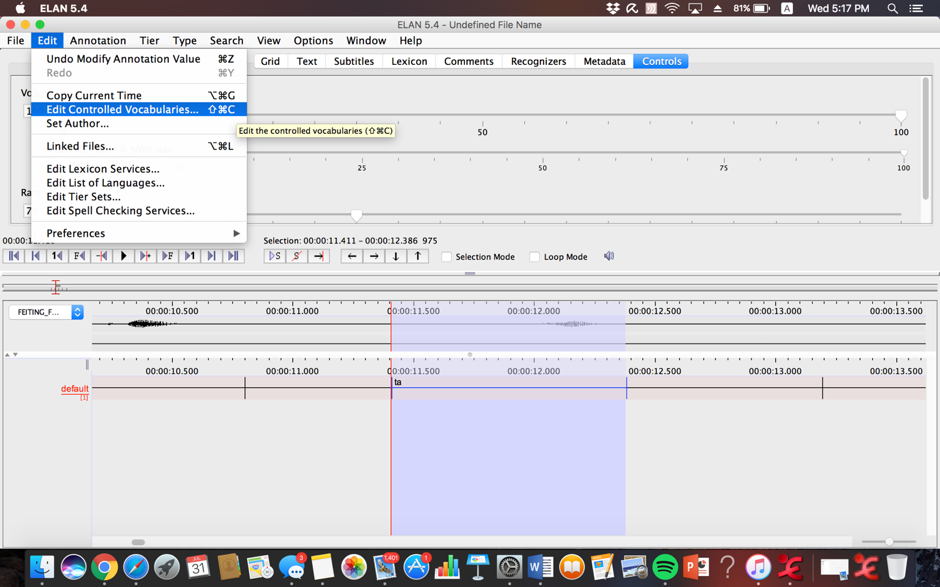 ELAN 5.4
81%
A
Wed 5:17 PM
ELAN 5.4 - Undefined File Name
File Edit Annotation Tier Type Search View Options Window Help
Undo Modify Annotation Value ⌘Z
Redo ⌘Y
Copy Current Time ⌥⌘G
Edit Controlled Vocabularies... ⇧⌘C
Set Author...
Linked Files... ⌥⌘L
Edit Lexicon Services...
Edit List of Languages...
Edit Tier Sets...
Edit Spell Checking Services...
Preferences
Grid Text Subtitles Lexicon Comments Recognizers Metadata Controls
Edit the controlled vocabularies (⇧⌘C)
50 100
25 50 75 100
Selection: 00:00:11.411 - 00:00:12.386 975
Selection Mode Loop Mode
FEITING_F...
00:00:10.500 00:00:11.000 00:00:11.500 00:00:12.000 00:00:12.500 00:00:13.000 00:00:13.500
00:00:10.500 00:00:11.000 00:00:11.500 00:00:12.000 00:00:12.500 00:00:13.000 00:00:13.500
default
[1]
ta
31
3
1,401
1